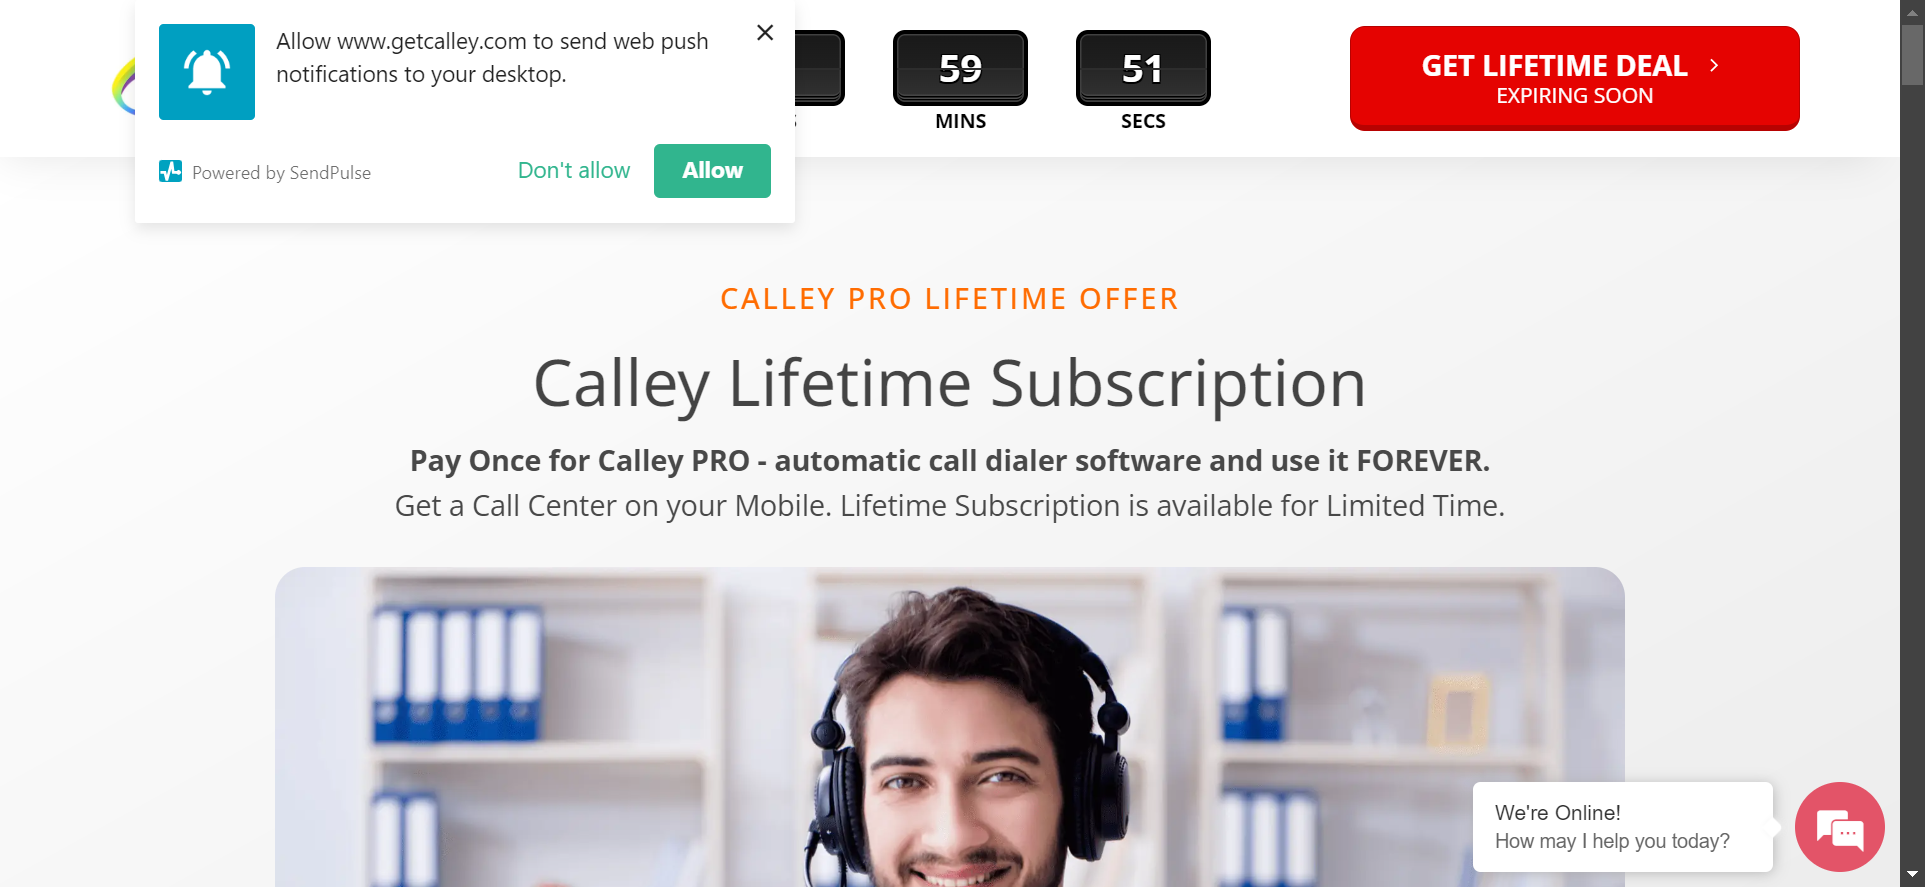 Allow www.getcalley.com to send web push
notifications to your desktop.
Powered by SendPulse
Don't allow
Allow
59
MINS
51
SECS
GET LIFETIME DEAL
EXPIRING SOON
CALLEY PRO LIFETIME OFFER
Calley Lifetime Subscription
Pay Once for Calley PRO - automatic call dialer software and use it FOREVER.
Get a Call Center on your Mobile. Lifetime Subscription is available for Limited Time.
We're Online!
How may I help you today?